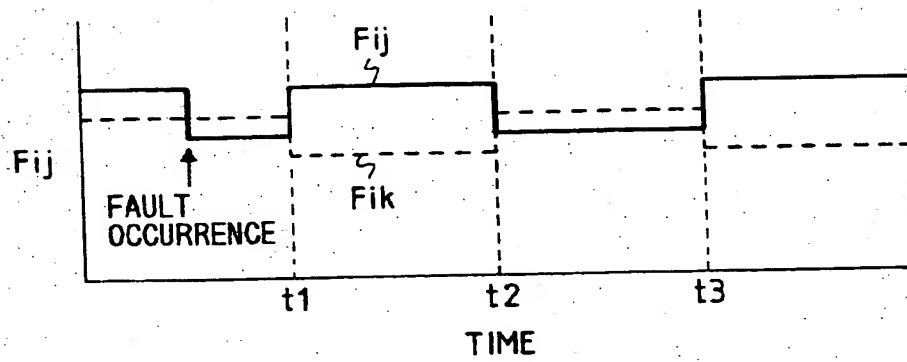 Fij
Fij
Fik
FAULT
OCCURRENCE
t1
t2
t3
TIME